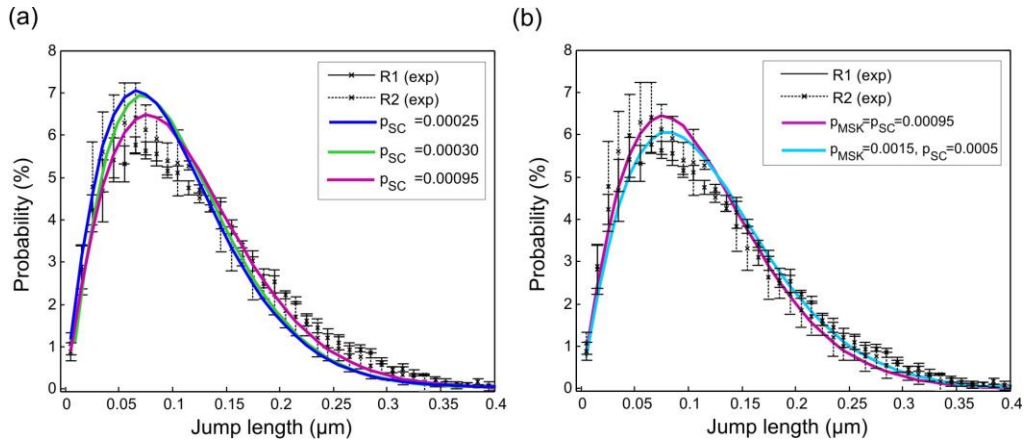 (a)
8
7
6
5
4
3
2
1
0
Probability (%)
R1 (exp)
R2 (exp)
pSC =0.00025
pSC =0.00030
pSC =0.00095
0 0.05 0.1 0.15 0.2 0.25 0.3 0.35 0.4
Jump length (µm)
(b)
8
7
6
5
4
3
2
1
0
Probability (%)
R1 (exp)
R2 (exp)
pMSK=pSC=0.00095
pMSK=0.0015, pSC=0.0005
0 0.05 0.1 0.15 0.2 0.25 0.3 0.35 0.4
Jump length (µm)